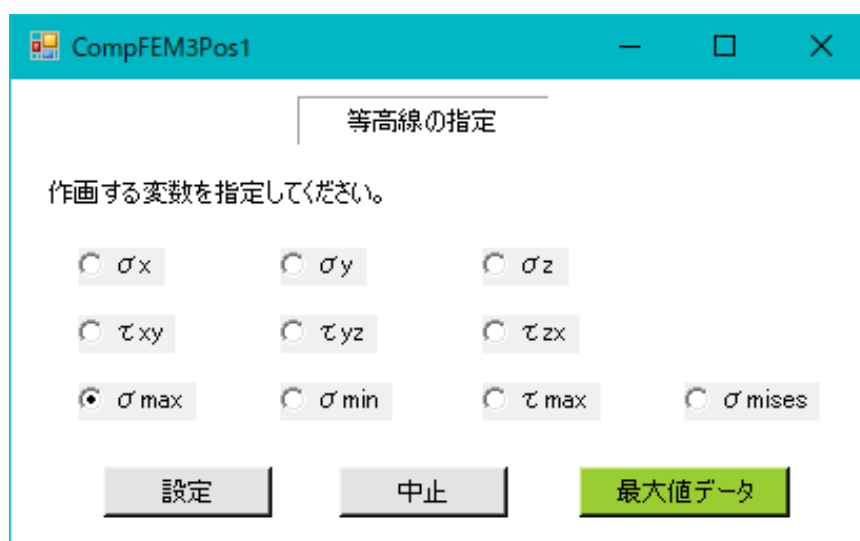 CompFEM3Pos1
等高線の指定
作画する変数を指定してください。
σx σy σz
τxy τyz τzx
σmax σmin τmax σmises
設定 中止 最大値データ